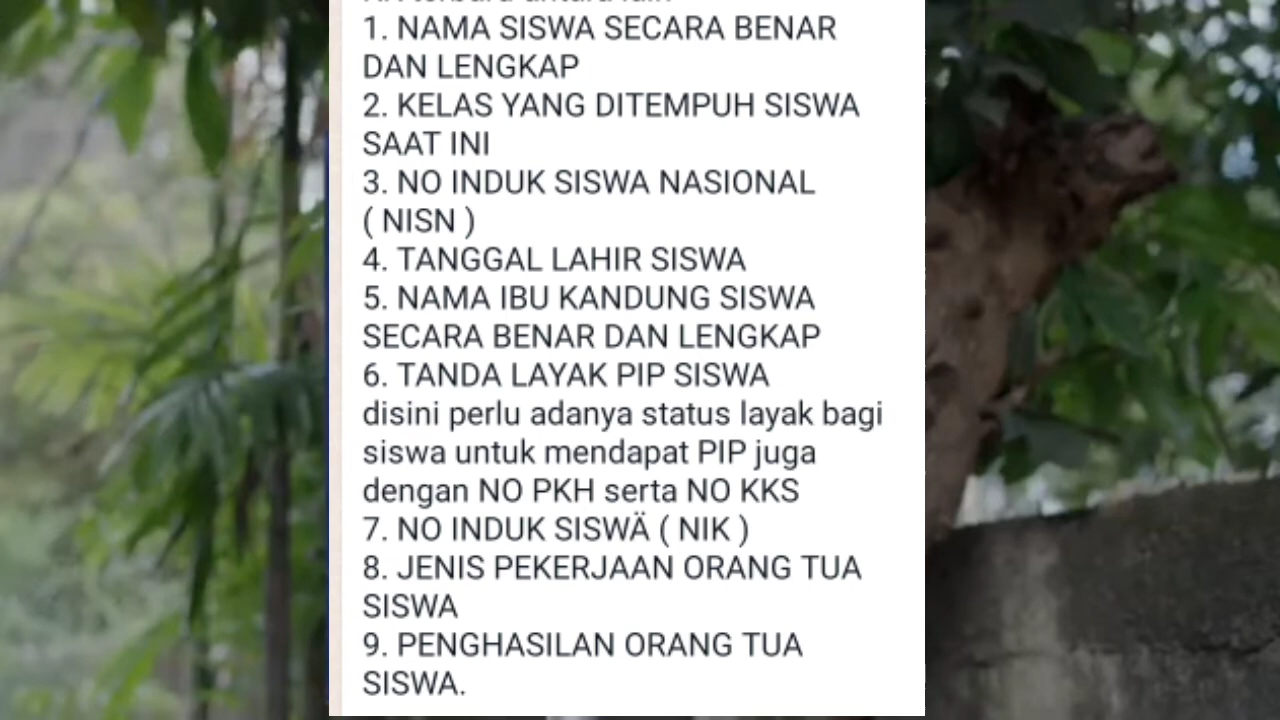 1. NAMA SISWA SECARA BENAR
DAN LENGKAP
2. KELAS YANG DITEMPUH SISWA
SAAT INI
3. NO INDUK SISWA NASIONAL
( NISN )
4. TANGGAL LAHIR SISWA
5. NAMA IBU KANDUNG SISWA
SECARA BENAR DAN LENGKAP
6. TANDA LAYAK PIP SISWA
disini perlu adanya status layak bagi
siswa untuk mendapat PIP juga
dengan NO PKH serta NO KKS
7. NO INDUK SISWÄ ( NIK )
8. JENIS PEKERJAAN ORANG TUA
SISWA
9. PENGHASILAN ORANG TUA
SISWA.